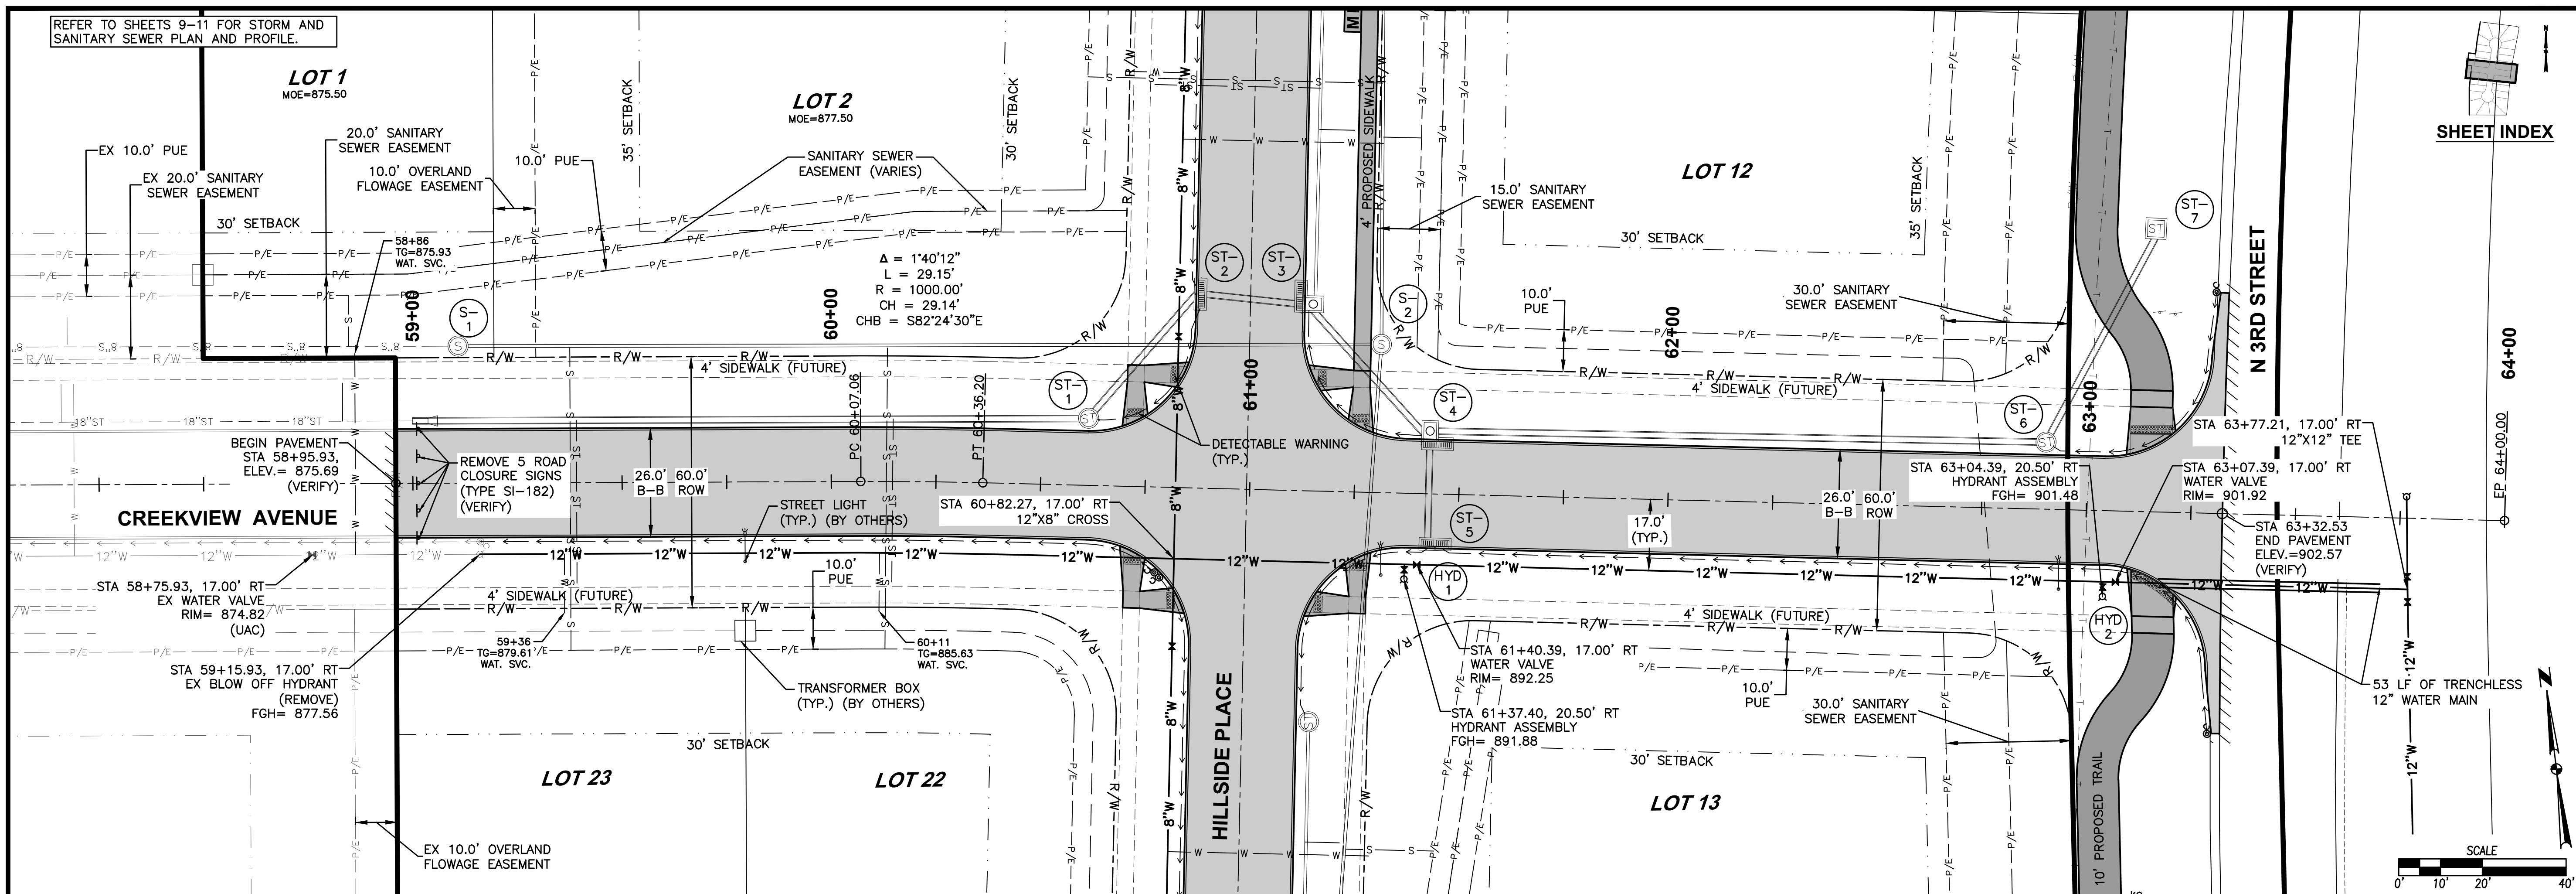 REFER TO SHEETS 9-11 FOR STORM AND
SANITARY SEWER PLAN AND PROFILE.
LOT 1
MOE=875.50
LOT 2
MOE=877.50
EX 10.0' PUE
EX 20.0' SANITARY
SEWER EASEMENT
20.0' SANITARY
SEWER EASEMENT
10.0' OVERLAND
FLOWAGE EASEMENT
10.0' PUE
35' SETBACK
SANITARY SEWER
EASEMENT (VARIES)
30' SETBACK
30' SETBACK
58+86
TG=875.93
WAT. SVC.
59+00
S-
1
60+00
Δ = 1°40'12"
L = 29.15'
R = 1000.00'
CH = 29.14'
CHB = S82°24'30"E
4' SIDEWALK (FUTURE)
ST-
1
ST-
2
ST-
3
S-
2
4' PROPOSED SIDEWALK
61+00
LOT 12
15.0' SANITARY
SEWER EASEMENT
30' SETBACK
35' SETBACK
10.0'
PUE
62+00
30.0' SANITARY
SEWER EASEMENT
4' SIDEWALK (FUTURE)
ST-
4
ST-
6
63+00
ST-
7
N 3RD STREET
SHEET INDEX
64+00
EP 64+00.00
18"ST
18"ST
18"ST
BEGIN PAVEMENT
STA 58+95.93,
ELEV.= 875.69
(VERIFY)
REMOVE 5 ROAD
CLOSURE SIGNS
(TYPE SI-182)
(VERIFY)
26.0'
B-B
60.0'
ROW
PC 60+07.06
PT 60+36.20
DETECTABLE WARNING
(TYP.)
STREET LIGHT
(TYP.) (BY OTHERS)
STA 60+82.27, 17.00' RT
12"X8" CROSS
ST-
5
17.0'
(TYP.)
26.0'
B-B
60.0'
ROW
STA 63+04.39, 20.50' RT
HYDRANT ASSEMBLY
FGH= 901.48
STA 63+77.21, 17.00' RT
12"X12" TEE
STA 63+07.39, 17.00' RT
WATER VALVE
RIM= 901.92
STA 63+32.53
END PAVEMENT
ELEV.=902.57
(VERIFY)
CREEKVIEW AVENUE
STA 58+75.93, 17.00' RT
EX WATER VALVE
RIM= 874.82
(UAC)
STA 59+15.93, 17.00' RT
EX BLOW OFF HYDRANT
(REMOVE)
FGH= 877.56
4' SIDEWALK (FUTURE)
10.0'
PUE
59+36
TG=879.61
WAT. SVC.
60+11
TG=885.63
WAT. SVC.
TRANSFORMER BOX
(TYP.) (BY OTHERS)
HYD
1
STA 61+40.39, 17.00' RT
WATER VALVE
RIM= 892.25
STA 61+37.40, 20.50' RT
HYDRANT ASSEMBLY
FGH= 891.88
4' SIDEWALK (FUTURE)
10.0'
PUE
30.0' SANITARY
SEWER EASEMENT
HYD
2
53 LF OF TRENCHLESS
12" WATER MAIN
30' SETBACK
30' SETBACK
LOT 23
LOT 22
HILLSIDE PLACE
LOT 13
10' PROPOSED TRAIL
EX 10.0' OVERLAND
FLOWAGE EASEMENT
N
SCALE
0' 10' 20' 40'